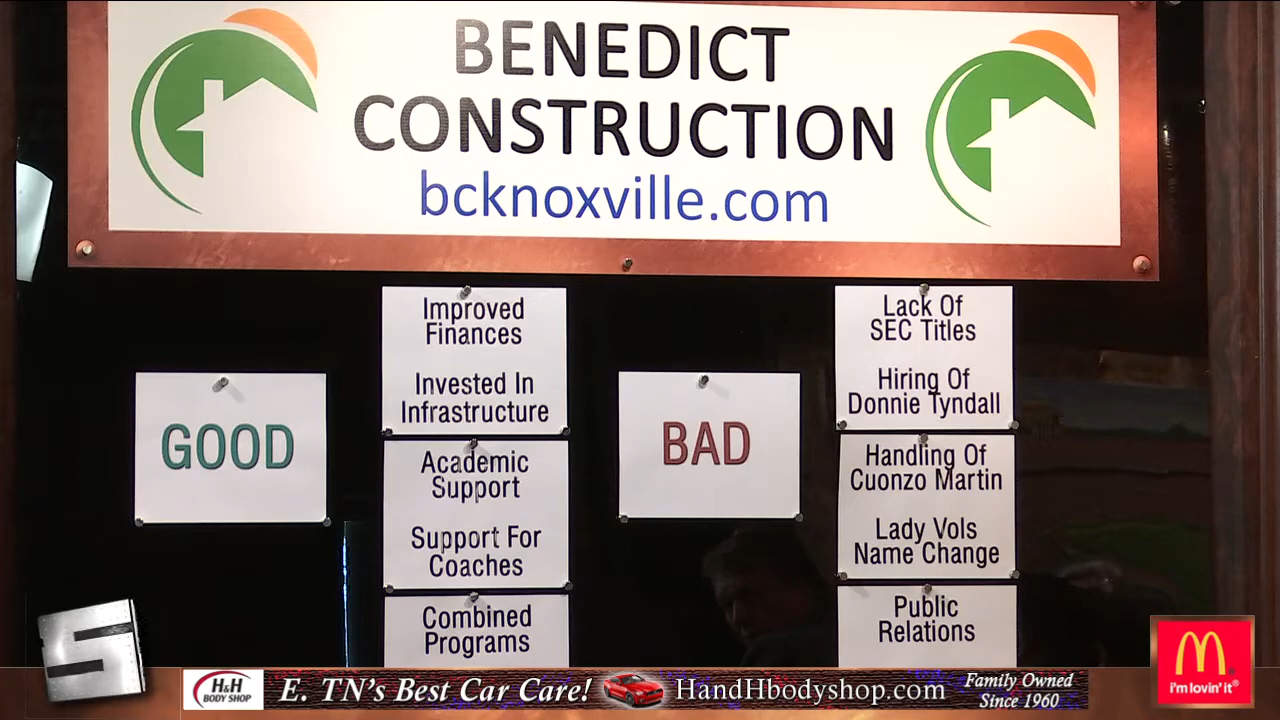 BENEDICT
CONSTRUCTION
bcknoxville.com
GOOD
Improved
Finances
Invested In
Infrastructure
Academic
Support
Support For
Coaches
Combined
Programs
BAD
Lack Of
SEC Titles
Hiring Of
Donnie Tyndall
Handling Of
Cuonzo Martin
Lady Vols
Name Change
Public
Relations
5
H&H
BODY SHOP
E. TN's Best Car Care!
HandHbodyshop.com
Family Owned
Since 1960
M
i'm lovin' it®